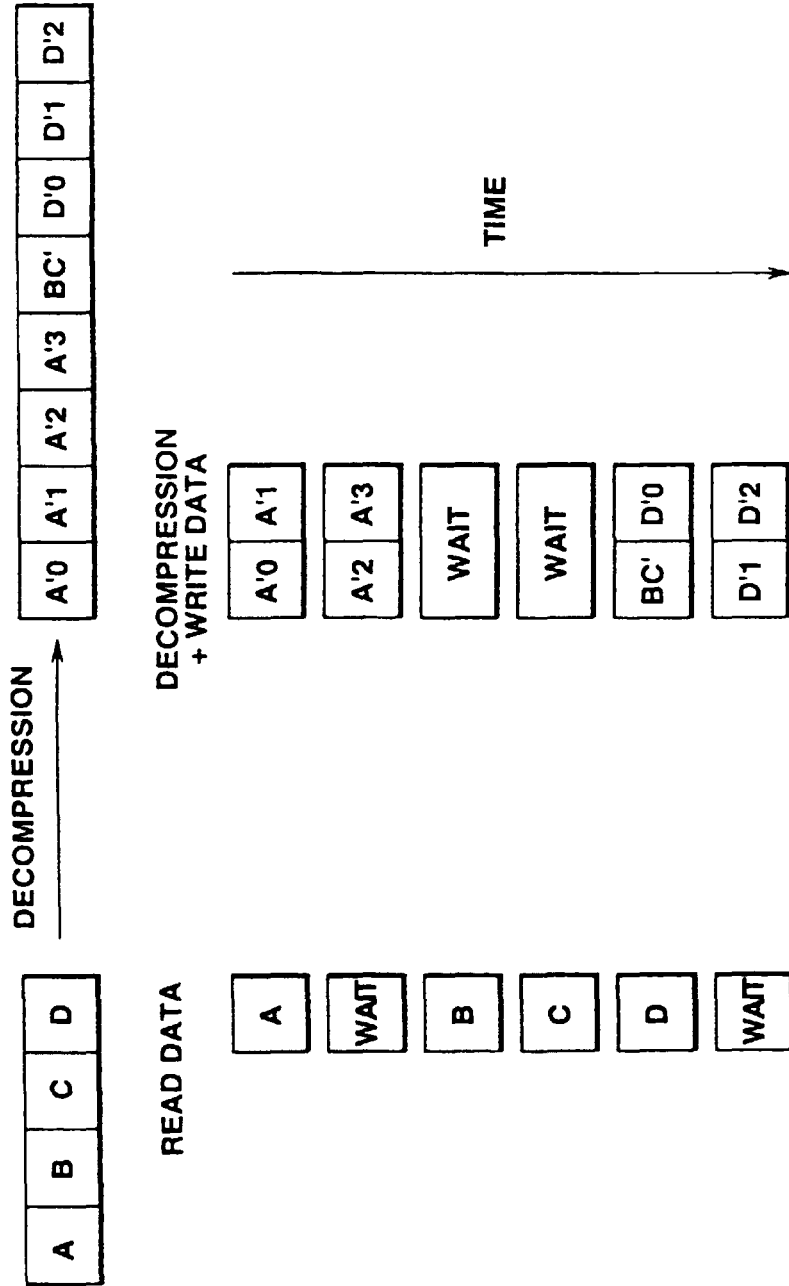 DECOMPRESSION
A B C D A'0 A'1 A'2 A'3 BC' D'0 D'1 D'2
READ DATA
DECOMPRESSION
+ WRITE DATA
A A'0 A'1
WAIT A'2 A'3
B WAIT
C WAIT
D BC' D'0
WAIT D'1 D'2
TIME